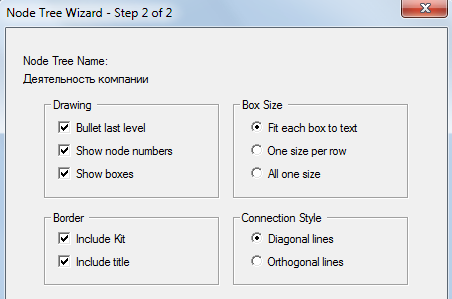 Node Tree Wizard - Step 2 of 2
Node Tree Name:
Деятельность компании
Drawing
Bullet last level
Show node numbers
Show boxes
Box Size
Fit each box to text
One size per row
All one size
Border
Include Kit
Include title
Connection Style
Diagonal lines
Orthogonal lines